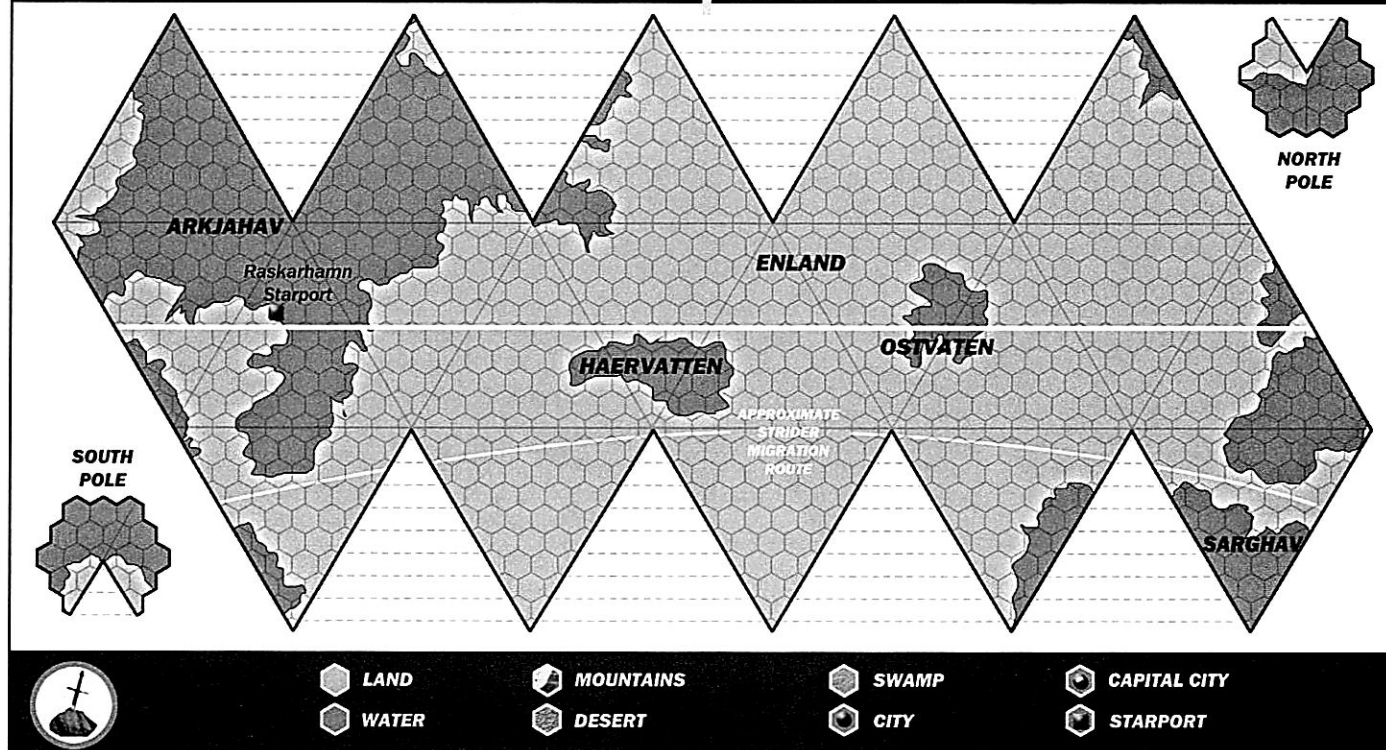 NORTH
POLE
ARKJAHAV
Raskarhamn
Starport
ENLAND
OSTVATEN
HAERVATTEN
APPROXIMATE
STRIDER
MIGRATION
ROUTE
SOUTH
POLE
SARGHAV
LAND
MOUNTAINS
SWAMP
CAPITAL CITY
WATER
DESERT
CITY
STARPORT